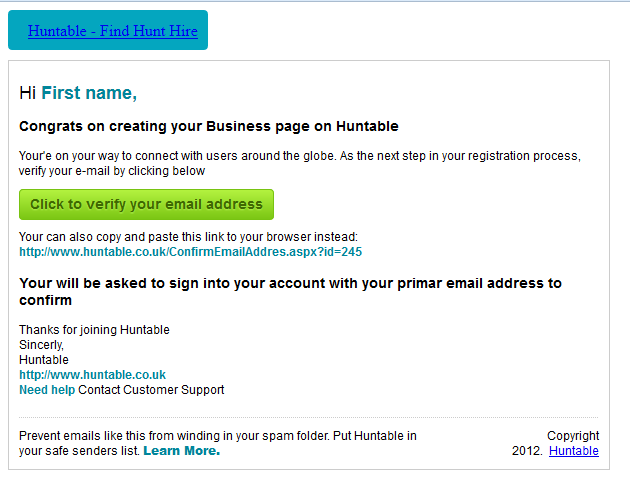 Huntable - Find Hunt Hire
Hi First name,
Congrats on creating your Business page on Huntable
Your'e on your way to connect with users around the globe. As the next step in your registration process,
verify your e-mail by clicking below
Click to verify your email address
Your can also copy and paste this link to your browser instead:
http://www.huntable.co.uk/ConfirmEmailAddres.aspx?id=245
Your will be asked to sign into your account with your primar email address to
confirm
Thanks for joining Huntable
Sincerly,
Huntable
http://www.huntable.co.uk
Need help Contact Customer Support
Prevent emails like this from winding in your spam folder. Put Huntable in
your safe senders list. Learn More.
Copyright
2012. Huntable